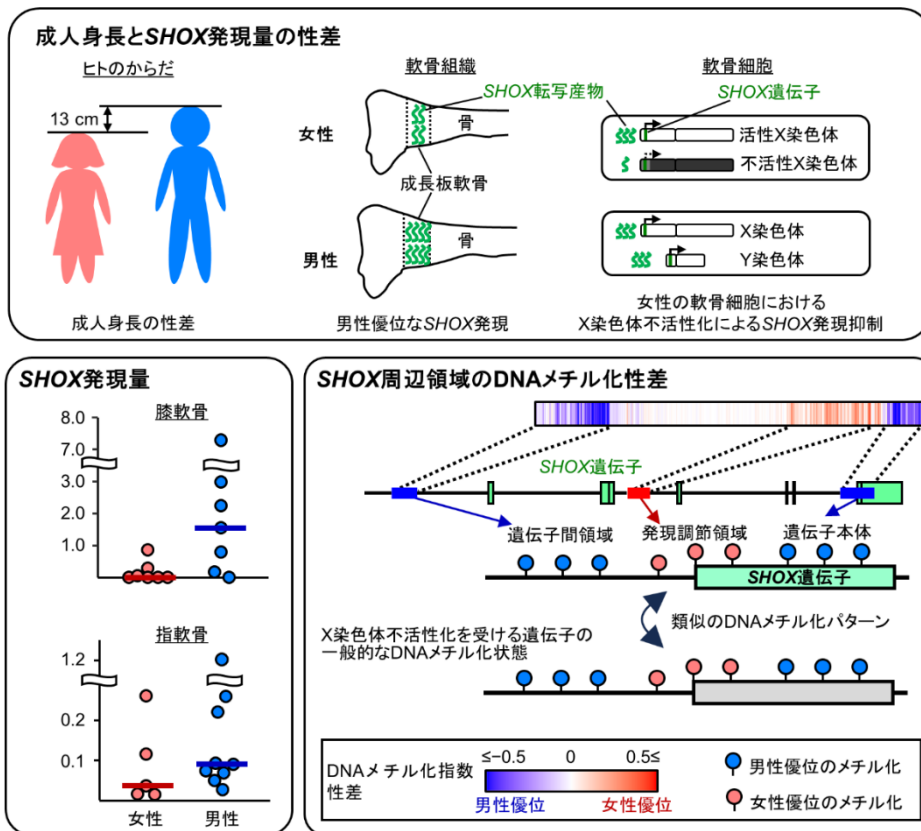 成人身長とSHOX発現量の性差
ヒトのからだ
軟骨組織
軟骨細胞
13 cm
SHOX転写産物
SHOX遺伝子
女性
骨
活性X染色体
不活性X染色体
成長板軟骨
男性
骨
X染色体
Y染色体
成人身長の性差
男性優位なSHOX発現
女性の軟骨細胞における
X染色体不活性化によるSHOX発現抑制
SHOX発現量
膝軟骨
8.0
7.0
3.0
2.0
1.0
指軟骨
1.2
0.2
0.1
女性
男性
SHOX周辺領域のDNAメチル化性差
SHOX遺伝子
遺伝子間領域
発現調節領域
遺伝子本体
SHOX遺伝子
類似のDNAメチル化パターン
X染色体不活性化を受ける遺伝子の
一般的なDNAメチル化状態
DNAメチル化指数
性差
≤−0.5
0
0.5≤
男性優位
女性優位
男性優位のメチル化
女性優位のメチル化